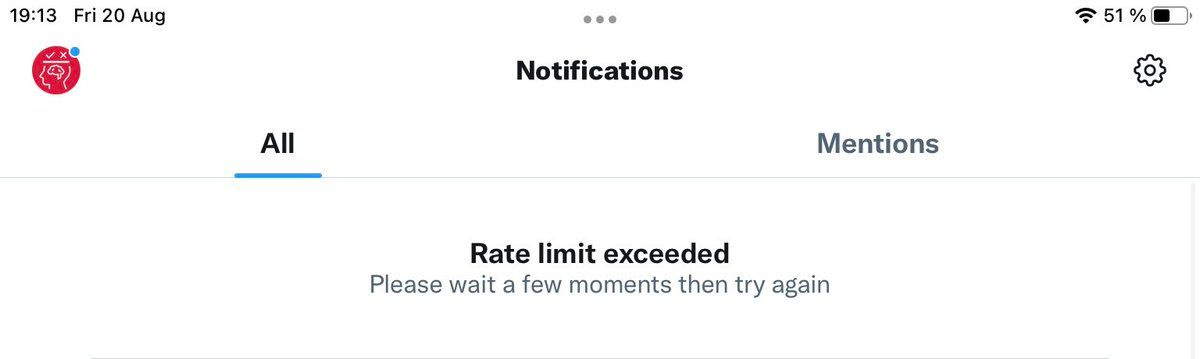 19:13 Fri 20 Aug 51 %
Notifications
All Mentions
Rate limit exceeded
Please wait a few moments then try again